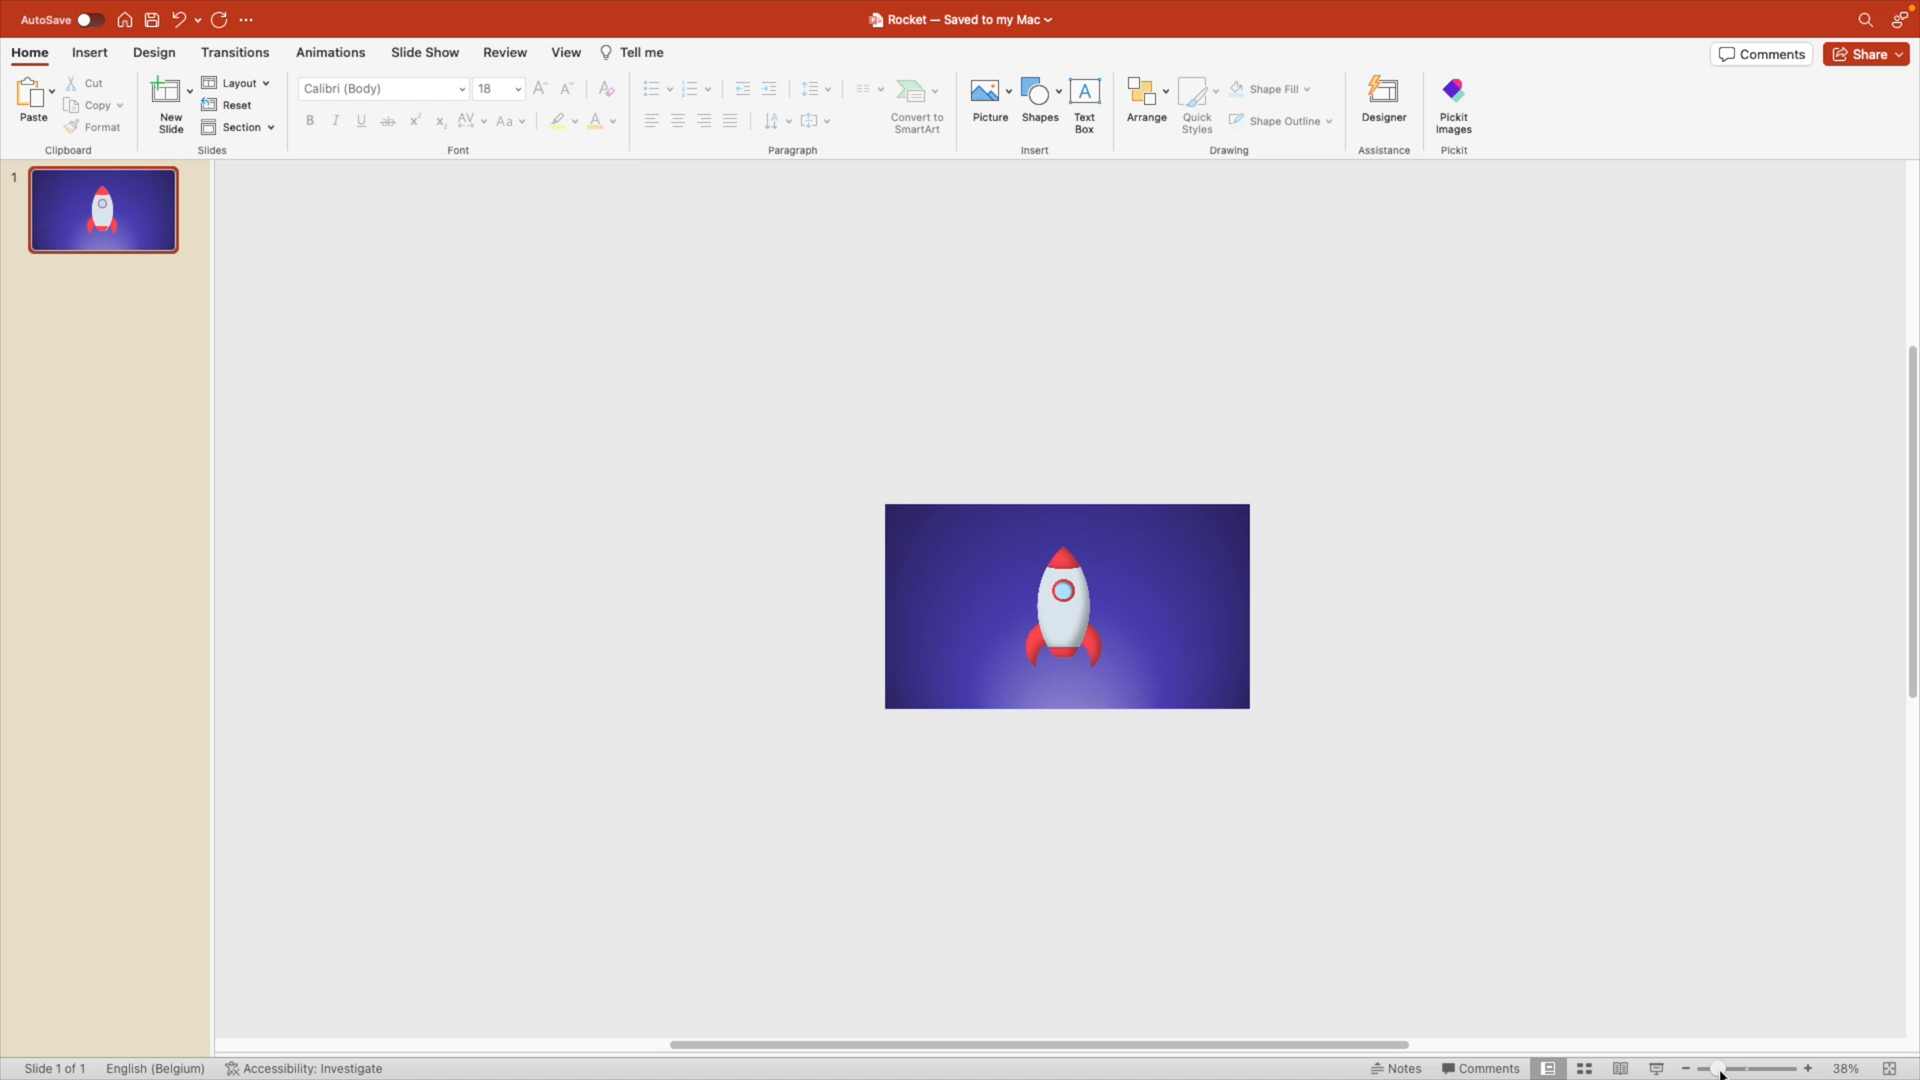 AutoSave
Rocket — Saved to my Mac
Home Insert Design Transitions Animations Slide Show Review View Tell me
Comments Share
Paste
Cut
Copy
Format
Clipboard
New Slide
Layout
Reset
Section
Slides
Calibri (Body) 18
Font
Convert to SmartArt
Paragraph
Picture
Shapes
Text Box
Insert
Arrange
Quick Styles
Shape Fill
Shape Outline
Drawing
Designer
Assistance
Pickit Images
Pickit
1
Slide 1 of 1 English (Belgium) Accessibility: Investigate
Notes Comments 38%